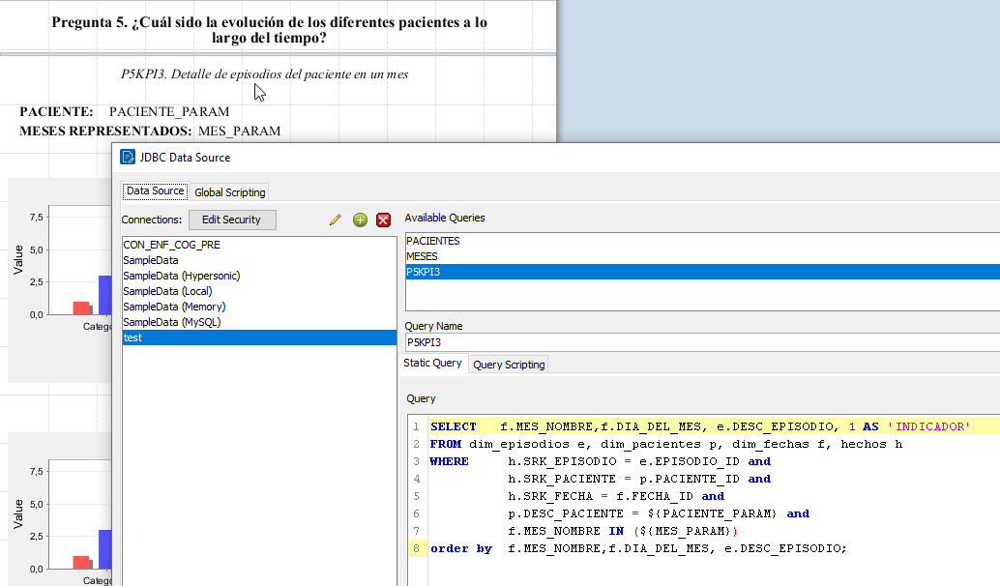 Pregunta 5. ¿Cuál sido la evolución de los diferentes pacientes a lo
largo del tiempo?
P5KPI3. Detalle de episodios del paciente en un mes
PACIENTE: PACIENTE_PARAM
MESES REPRESENTADOS: MES_PARAM
JDBC Data Source
Data Source Global Scripting
Connections: Edit Security
CON_ENF_COG_PRE
SampleData
SampleData (Hypersonic)
SampleData (Local)
SampleData (Memory)
SampleData (MySQL)
test
Available Queries
PACIENTES
MESES
P5KPI3
Query Name
P5KPI3
Static Query Query Scripting
Query
1 SELECT f.MES_NOMBRE,f.DIA_DEL_MES, e.DESC_EPISODIO, 1 AS 'INDICADOR'
2 FROM dim_episodios e, dim_pacientes p, dim_fechas f, hechos h
3 WHERE h.SRK_EPISODIO = e.EPISODIO_ID and
4 h.SRK_PACIENTE = p.PACIENTE_ID and
5 h.SRK_FECHA = f.FECHA_ID and
6 p.DESC_PACIENTE = ${PACIENTE_PARAM} and
7 f.MES_NOMBRE IN (${MES_PARAM})
8 order by f.MES_NOMBRE,f.DIA_DEL_MES, e.DESC_EPISODIO;
7,5
5,0
2,5
0,0
Value
Catego
7,5
5,0
2,5
0,0
Value
Catego